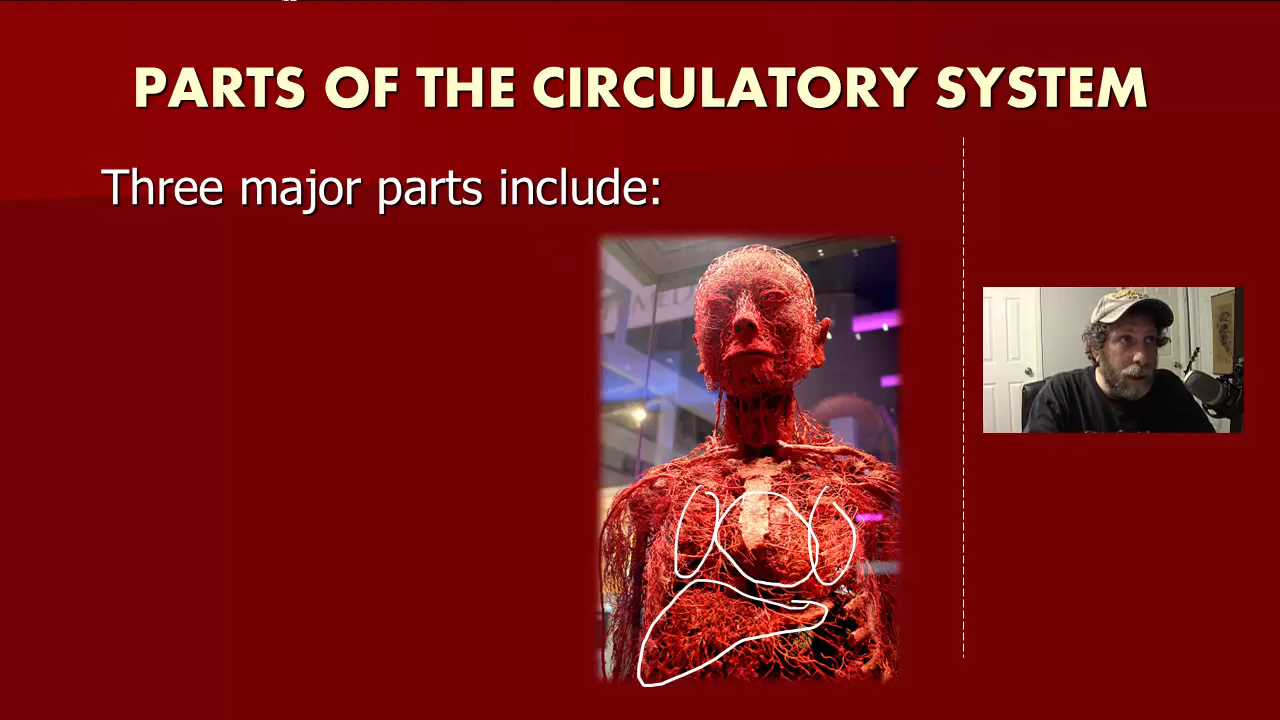 PARTS OF THE CIRCULATORY SYSTEM
Three major parts include: